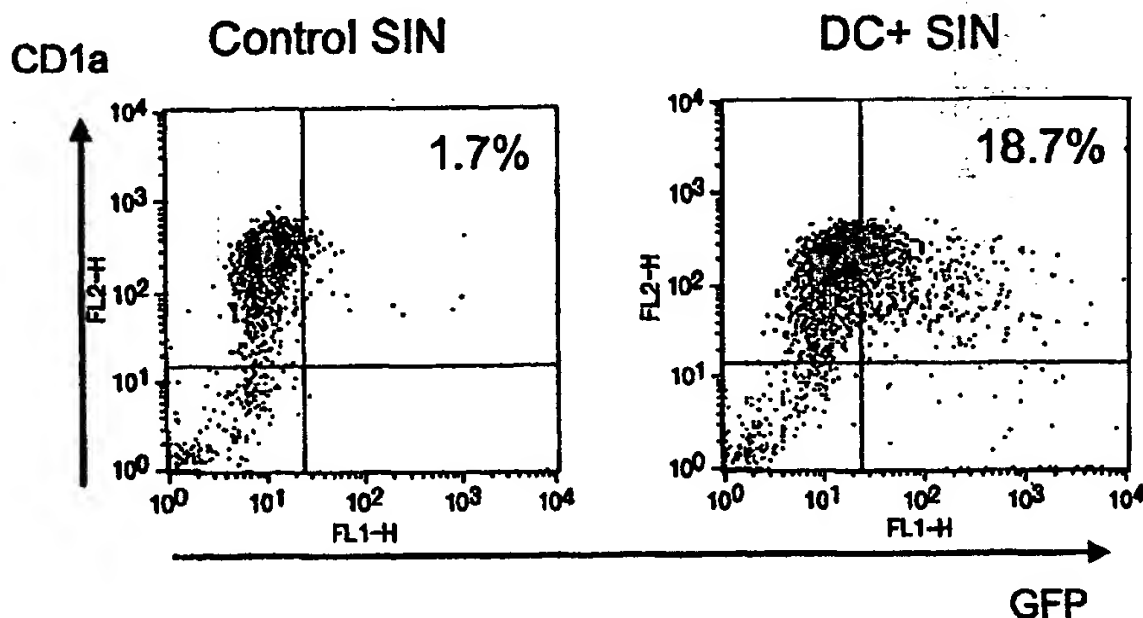 CD1a
Control SIN
DC+ SIN
10⁴
10³
10²
10¹
10⁰
FL2-H
1.7%
10⁰ 10¹ 10² 10³ 10⁴
FL1-H
10⁴
10³
10²
10¹
10⁰
FL2-H
18.7%
10⁰ 10¹ 10² 10³ 10⁴
FL1-H
GFP